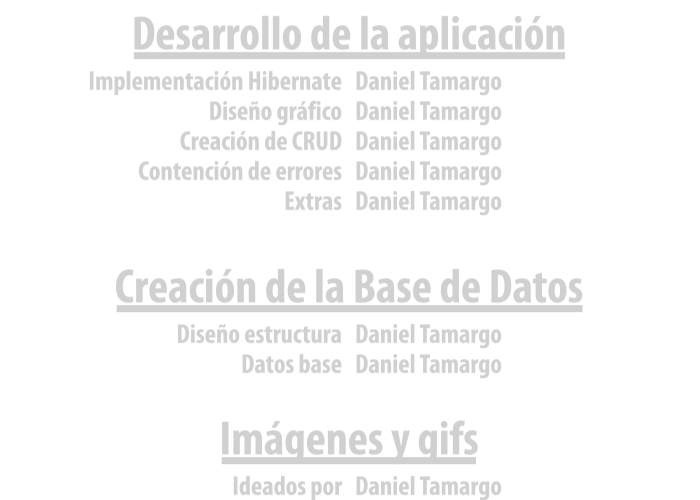 Desarrollo de la aplicación
Implementación Hibernate Daniel Tamargo
Diseño gráfico Daniel Tamargo
Creación de CRUD Daniel Tamargo
Contención de errores Daniel Tamargo
Extras Daniel Tamargo
Creación de la Base de Datos
Diseño estructura Daniel Tamargo
Datos base Daniel Tamargo
Imágenes y gifs
Ideados por Daniel Tamargo